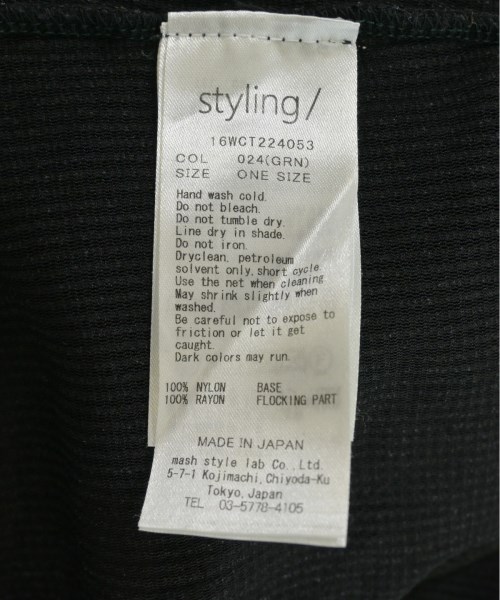 styling/
16WCT224053
COL 024(GRN)
SIZE ONE SIZE
Hand wash cold.
Do not bleach.
Do not tumble dry.
Line dry in shade.
Do not iron.
Dryclean, petroleum
solvent only, short cycle.
Use the net when cleaning
May shrink slightly when
washed.
Be careful not to expose to
friction or let it get
caught.
Dark colors may run.
100% NYLON BASE
100% RAYON FLOCKING PART
MADE IN JAPAN
mash style lab Co., Ltd.
5-7-1 Kojimachi, Chiyoda-Ku
Tokyo, Japan
TEL 03-5778-4105